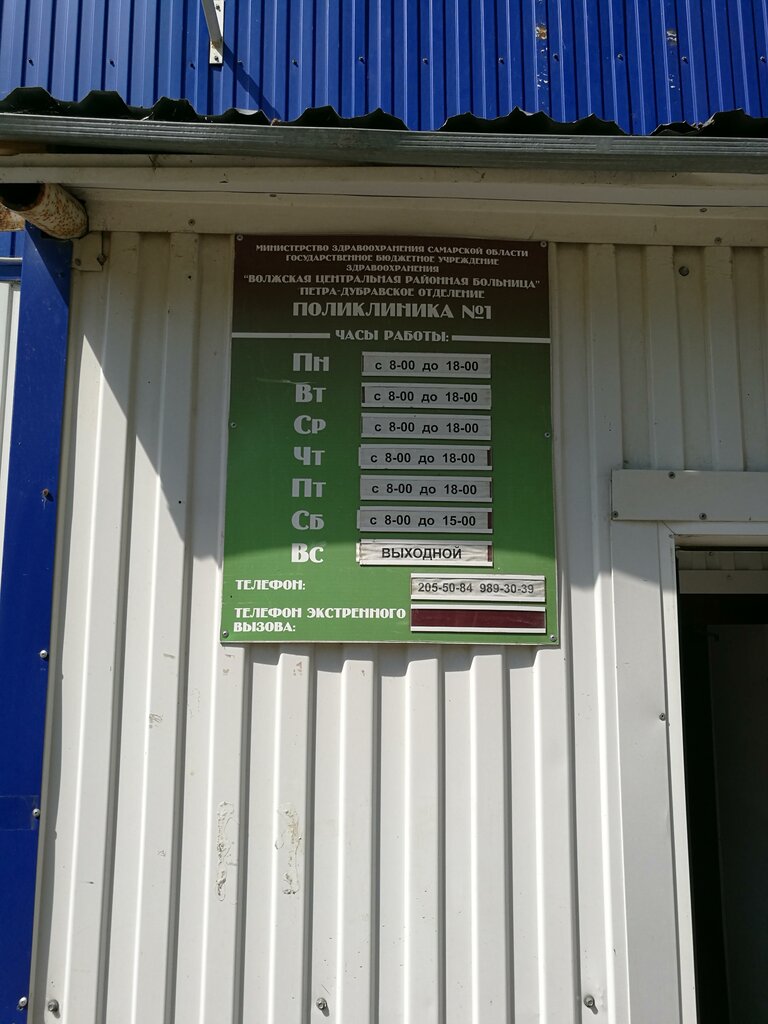 МИНИСТЕРСТВО ЗДРАВООХРАНЕНИЯ САМАРСКОЙ ОБЛАСТИ
ГОСУДАРСТВЕННОЕ БЮДЖЕТНОЕ УЧРЕЖДЕНИЕ
ЗДРАВООХРАНЕНИЯ
"ВОЛЖСКАЯ ЦЕНТРАЛЬНАЯ РАЙОННАЯ БОЛЬНИЦА"
ПЕТРА-ДУБРАВСКОЕ ОТДЕЛЕНИЕ
ПОЛИКЛИНИКА №1
ЧАСЫ РАБОТЫ:
Пн с 8-00 до 18-00
Вт с 8-00 до 18-00
Ср с 8-00 до 18-00
Чт с 8-00 до 18-00
Пт с 8-00 до 18-00
Сб с 8-00 до 15-00
Вс ВЫХОДНОЙ
ТЕЛЕФОН: 205-50-84 989-30-39
ТЕЛЕФОН ЭКСТРЕННОГО
ВЫЗОВА: